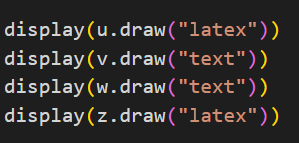 display(u.draw("latex"))
display(v.draw("text"))
display(w.draw("text"))
display(z.draw("latex"))